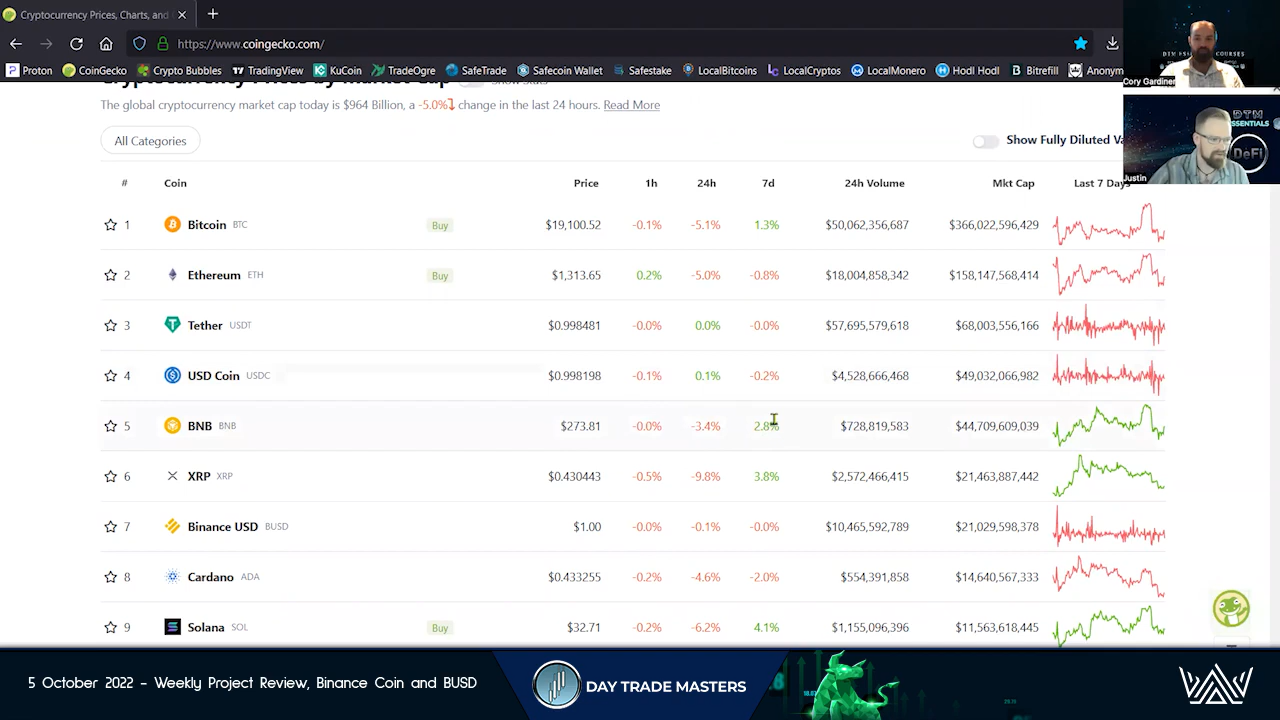 Cryptocurrency Prices, Charts, and
https://www.coingecko.com/
Proton CoinGecko Crypto Bubbles TradingView KuCoin TradeOgre SafeTrade Safecoin Wallet Safestake LocalBitcoins LocalCryptos LocalMonero Hodl Hodl Bitrefill Anonym
Cory Gardiner
ESSENTIALS
DeFi
Justin
The global cryptocurrency market cap today is $964 Billion, a -5.0% change in the last 24 hours. Read More
All Categories
Show Fully Diluted Va
# Coin Price 1h 24h 7d 24h Volume Mkt Cap Last 7 Days
1 Bitcoin BTC Buy $19,100.52 -0.1% -5.1% 1.3% $50,062,356,687 $366,022,596,429
2 Ethereum ETH Buy $1,313.65 0.2% -5.0% -0.8% $18,004,858,342 $158,147,568,414
3 Tether USDT $0.998481 -0.0% 0.0% -0.0% $57,695,579,618 $68,003,556,166
4 USD Coin USDC $0.998198 -0.1% 0.1% -0.2% $4,528,666,468 $49,032,066,982
5 BNB BNB $273.81 -0.0% -3.4% 2.8% $728,819,583 $44,709,609,039
6 XRP XRP $0.430443 -0.5% -9.8% 3.8% $2,572,466,415 $21,463,887,442
7 Binance USD BUSD $1.00 -0.0% -0.1% -0.0% $10,465,592,789 $21,029,598,378
8 Cardano ADA $0.433255 -0.2% -4.6% -2.0% $554,391,858 $14,640,567,333
9 Solana SOL Buy $32.71 -0.2% -6.2% 4.1% $1,155,096,396 $11,563,618,445
5 October 2022 - Weekly Project Review, Binance Coin and BUSD
DAY TRADE MASTERS